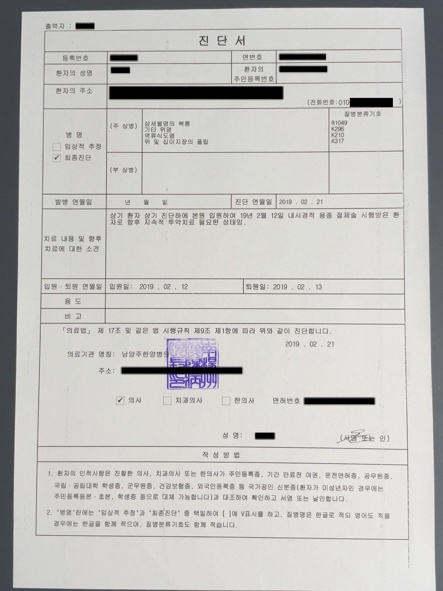 출력자 :
진 단 서
등록번호
연번호
환자의 성명
환자의 주민등록번호
환자의 주소
(전화번호:010
병 명
임상적 추정
✔ 최종진단
(주 상병)
상세불명의 복통
기타 위염
역류식도염
위 및 십이지장의 폴립
질병분류기호
R1049
K296
K210
K317
(부 상병)
발병 연월일
년 월 일
진단 연월일
2019 . 02 . 21
치료 내용 및 향후 치료에 대한 소견
상기 환자 상기 진단하에 본원 입원하여 19년 2월 12일 내시경적 용종 절제술 시행받은 환
자로 향후 지속적 투약치료 필요한 상태임.
입원ㆍ퇴원 연월일
입원일: 2019 . 02 . 12
퇴원일: 2019 . 02 . 13
용 도
비 고
「의료법」 제 17조 및 같은 법 시행규칙 제9조 제1항에 따라 위와 같이 진단합니다.
2019 . 02 . 21
의료기관 명칭: 남양주한양병원
주소:
✔ 의사
치과의사
한의사
면허번호
성 명:
(서명 또는 인)
작 성 방 법
1. 환자의 인적사항은 진찰한 의사, 치과의사 또는 한의사가 주민등록증, 기간 만료전 여권, 운전면허증, 공무원증,
국립ㆍ공립대학 학생증, 군무원증, 건강보험증, 외국인등록증 등 국가공인 신분증(환자가 미성년자인 경우에는
주민등록등본ㆍ초본, 학생증 등으로 대체 가능합니다)과 대조하여 확인하고 서명 또는 날인합니다.
2. "병명"란에는 "임상적 추정"과 "최종진단" 중 택일하여 [ ]에 V표시를 하고, 질병명은 한글로 적되 영어도 적을
경우에는 한글을 함께 적으며, 질병분류기호도 함께 적습니다.